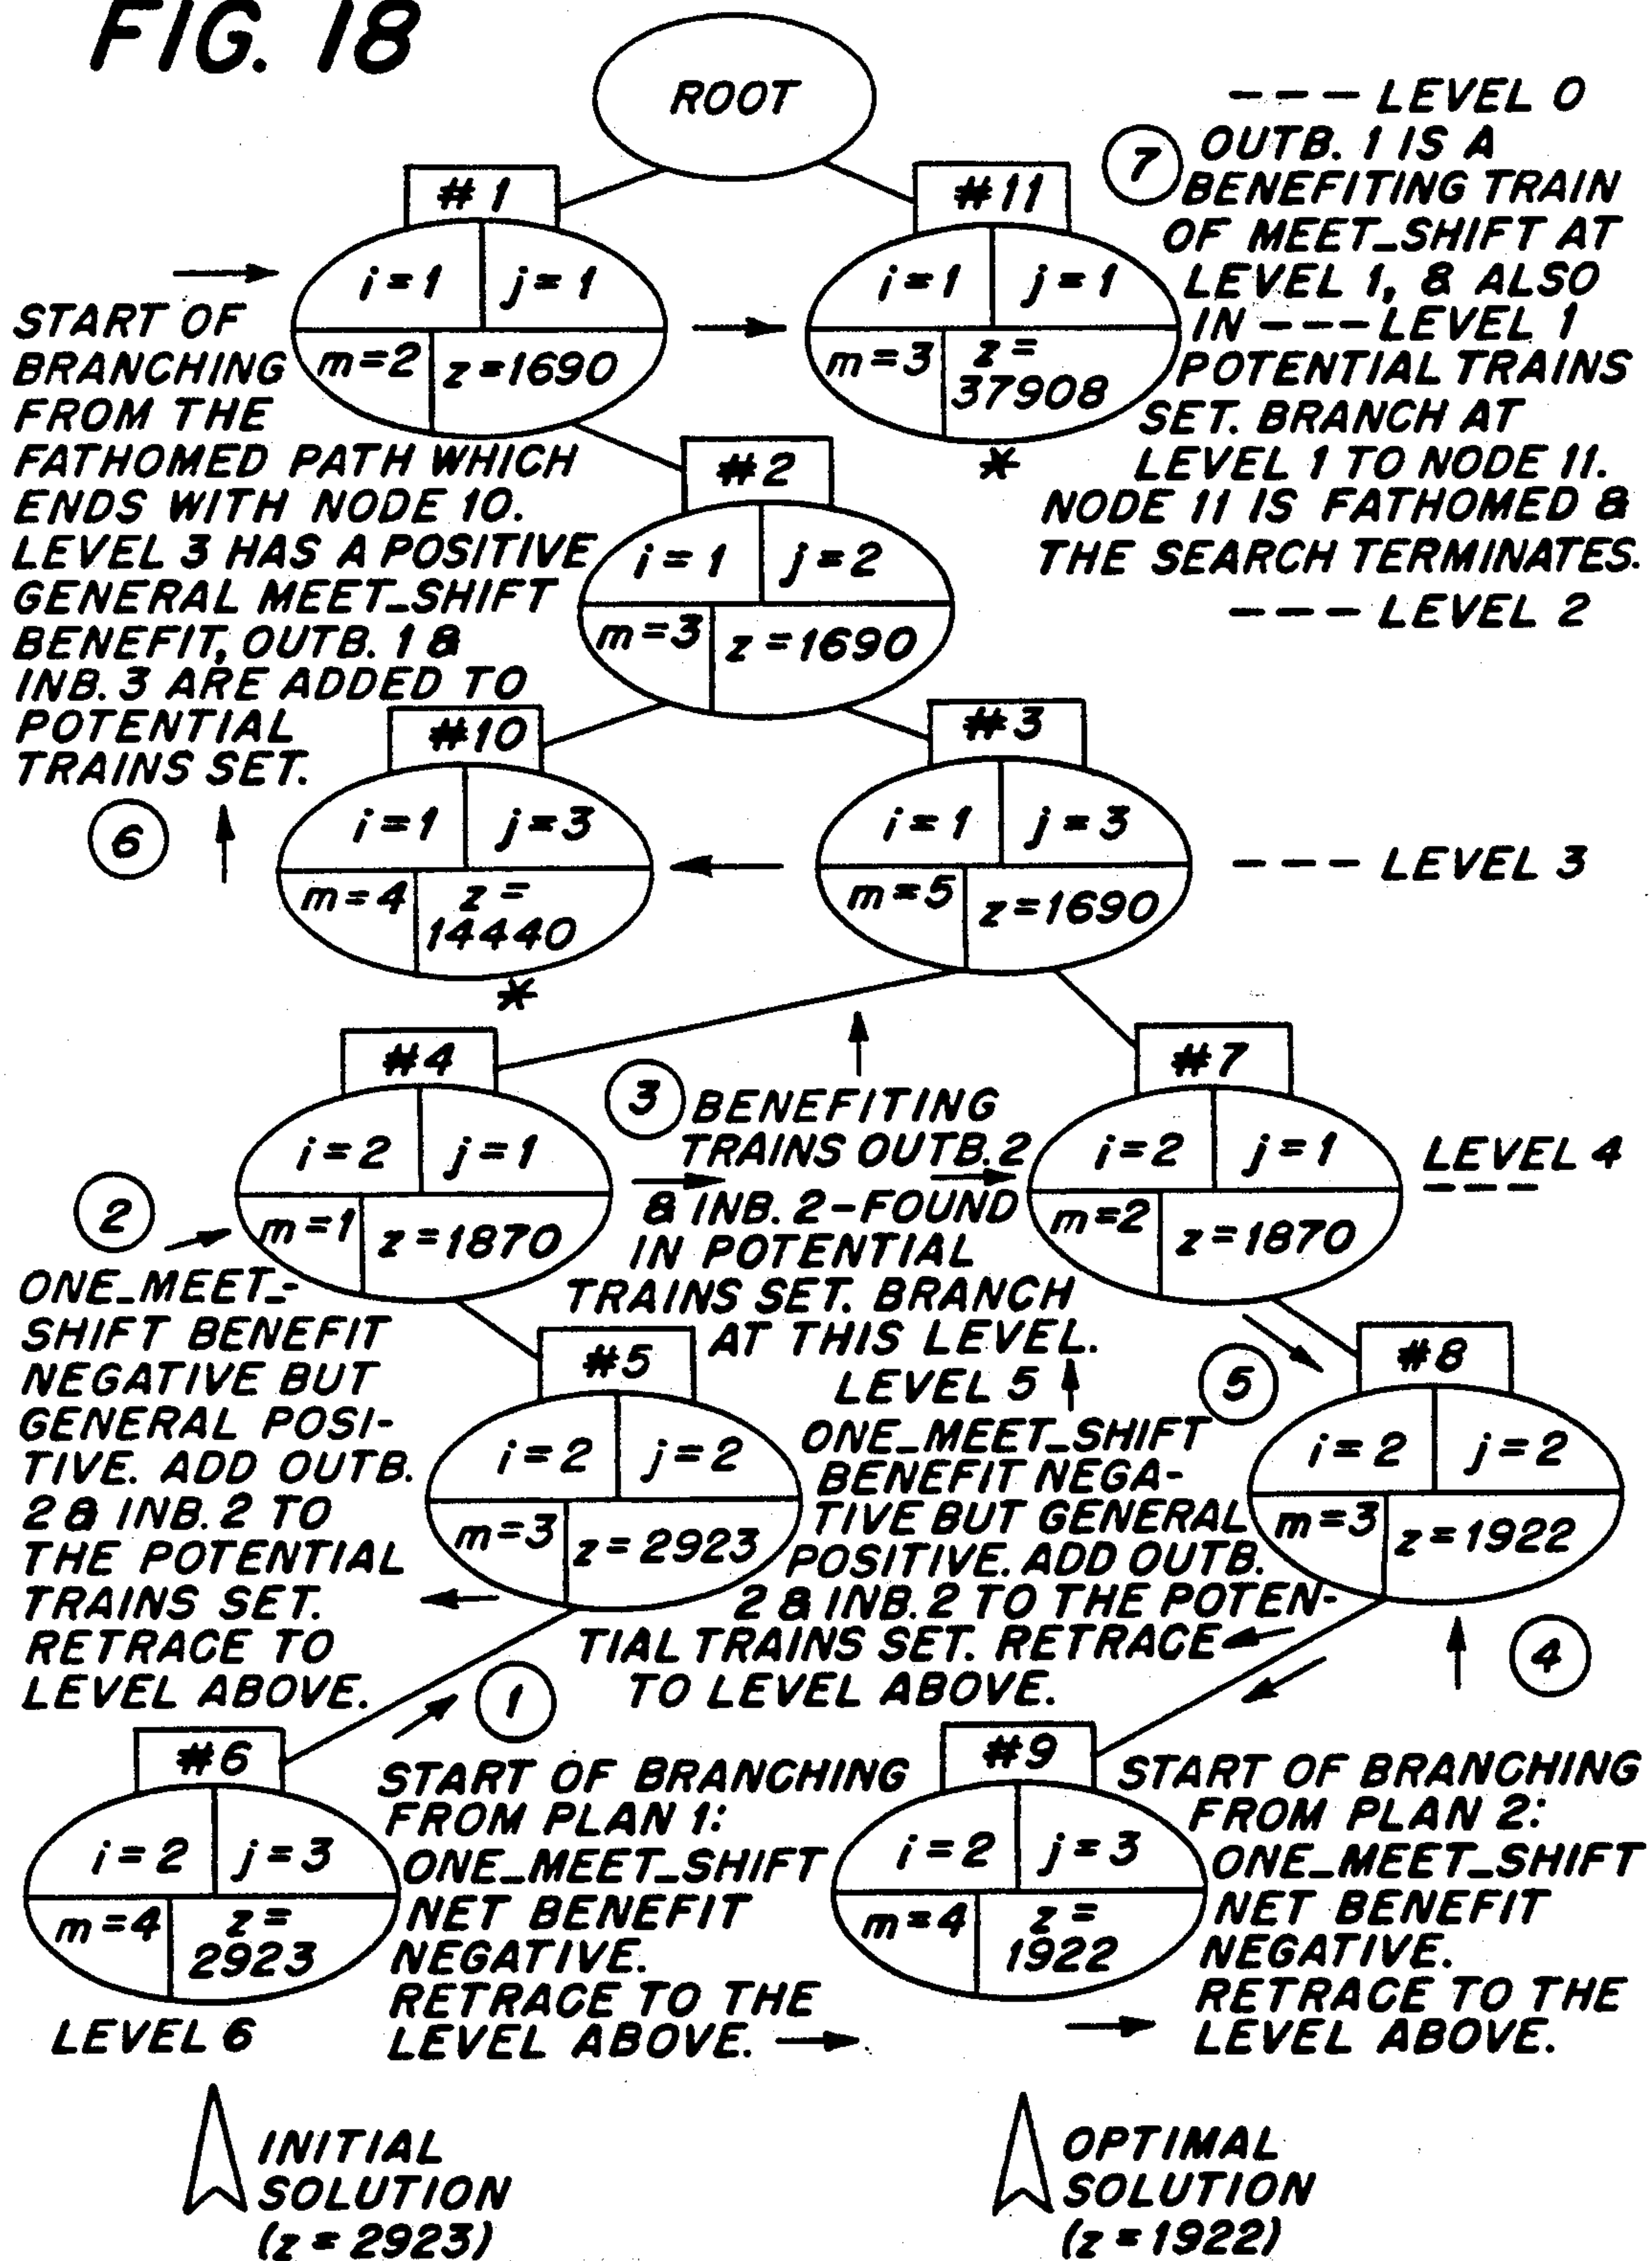 FIG. 18
ROOT
--- LEVEL 0
7
OUTB. 1 IS A
BENEFITING TRAIN
OF MEET_SHIFT AT
LEVEL 1, & ALSO
IN --- LEVEL 1
POTENTIAL TRAINS
SET. BRANCH AT
LEVEL 1 TO NODE 11.
NODE 11 IS FATHOMED &
THE SEARCH TERMINATES.
--- LEVEL 2
#1
i=1 j=1
m=2 z=1690
#11
i=1 j=1
m=3 z=
37908
*
START OF
BRANCHING
FROM THE
FATHOMED PATH WHICH
ENDS WITH NODE 10.
LEVEL 3 HAS A POSITIVE
GENERAL MEET_SHIFT
BENEFIT, OUTB. 1 &
INB. 3 ARE ADDED TO
POTENTIAL
TRAINS SET.
6
#2
i=1 j=2
m=3 z=1690
#10
i=1 j=3
m=4 z=
14440
*
#3
i=1 j=3
m=5 z=1690
--- LEVEL 3
#4
i=2 j=1
m=1 z=1870
3
BENEFITING
TRAINS OUTB. 2
& INB. 2-FOUND
IN POTENTIAL
TRAINS SET. BRANCH
AT THIS LEVEL.
#7
i=2 j=1
m=2 z=1870
LEVEL 4
---
2
ONE_MEET_-
SHIFT BENEFIT
NEGATIVE BUT
GENERAL POSI-
TIVE. ADD OUTB.
2 & INB. 2 TO
THE POTENTIAL
TRAINS SET.
RETRACE TO
LEVEL ABOVE.
#5
i=2 j=2
m=3 z=2923
LEVEL 5
5
ONE_MEET_SHIFT
BENEFIT NEGA-
TIVE BUT GENERAL
POSITIVE. ADD OUTB.
2 & INB. 2 TO THE POTEN-
TIAL TRAINS SET. RETRACE
TO LEVEL ABOVE.
#8
i=2 j=2
m=3 z=1922
4
1
#6
i=2 j=3
m=4 z=
2923
LEVEL 6
START OF BRANCHING
FROM PLAN 1:
ONE_MEET_SHIFT
NET BENEFIT
NEGATIVE.
RETRACE TO THE
LEVEL ABOVE.
#9
i=2 j=3
m=4 z=
1922
START OF BRANCHING
FROM PLAN 2:
ONE_MEET_SHIFT
NET BENEFIT
NEGATIVE.
RETRACE TO THE
LEVEL ABOVE.
INITIAL
SOLUTION
(z=2923)
OPTIMAL
SOLUTION
(z=1922)